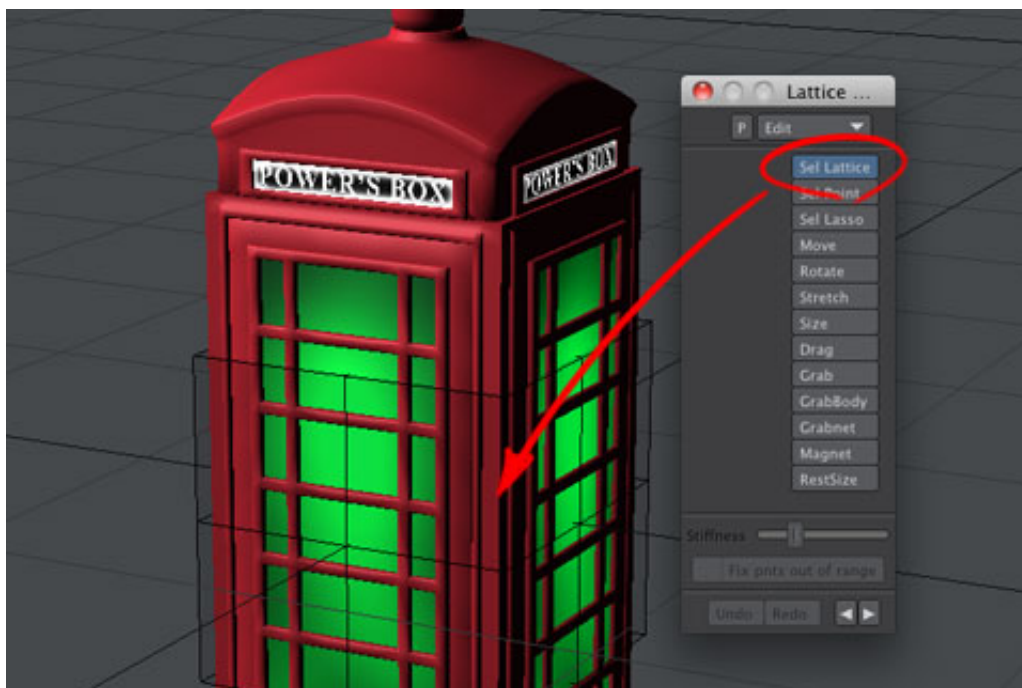 POWER'S BOX
POWER'S BOX
Lattice ...
P Edit
Sel Lattice
Sel Point
Sel Lasso
Move
Rotate
Stretch
Size
Drag
Grab
GrabBody
Grabnet
Magnet
RestSize
Stiffness
Fix pnts out of range
Undo Redo